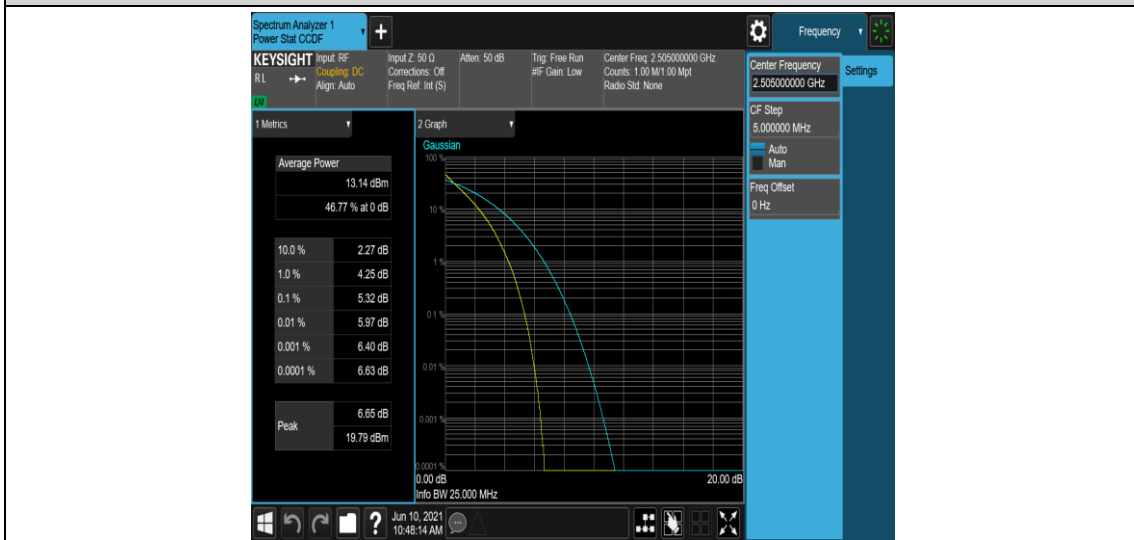 Spectrum Analyzer 1
Power Stat CCDF
+
Frequency
KEYSIGHT
RL
LXI
Input: RF
Coupling: DC
Align: Auto
Input Z: 50 Ω
Corrections: Off
Freq Ref: Int (S)
Atten: 50 dB
Trig: Free Run
#IF Gain: Low
Center Freq: 2.505000000 GHz
Counts: 1.00 M/1.00 Mpt
Radio Std: None
Center Frequency
2.505000000 GHz
Settings
CF Step
5.000000 MHz
Auto
Man
Freq Offset
0 Hz
1 Metrics
Average Power
13.14 dBm
46.77 % at 0 dB
10.0 % 2.27 dB
1.0 % 4.25 dB
0.1 % 5.32 dB
0.01 % 5.97 dB
0.001 % 6.40 dB
0.0001 % 6.63 dB
Peak
6.65 dB
19.79 dBm
2 Graph
Gaussian
100 %
10 %
1 %
0.1 %
0.01 %
0.001 %
0.0001 %
0.00 dB 20.00 dB
Info BW 25.000 MHz
?
Jun 10, 2021
10:48:14 AM